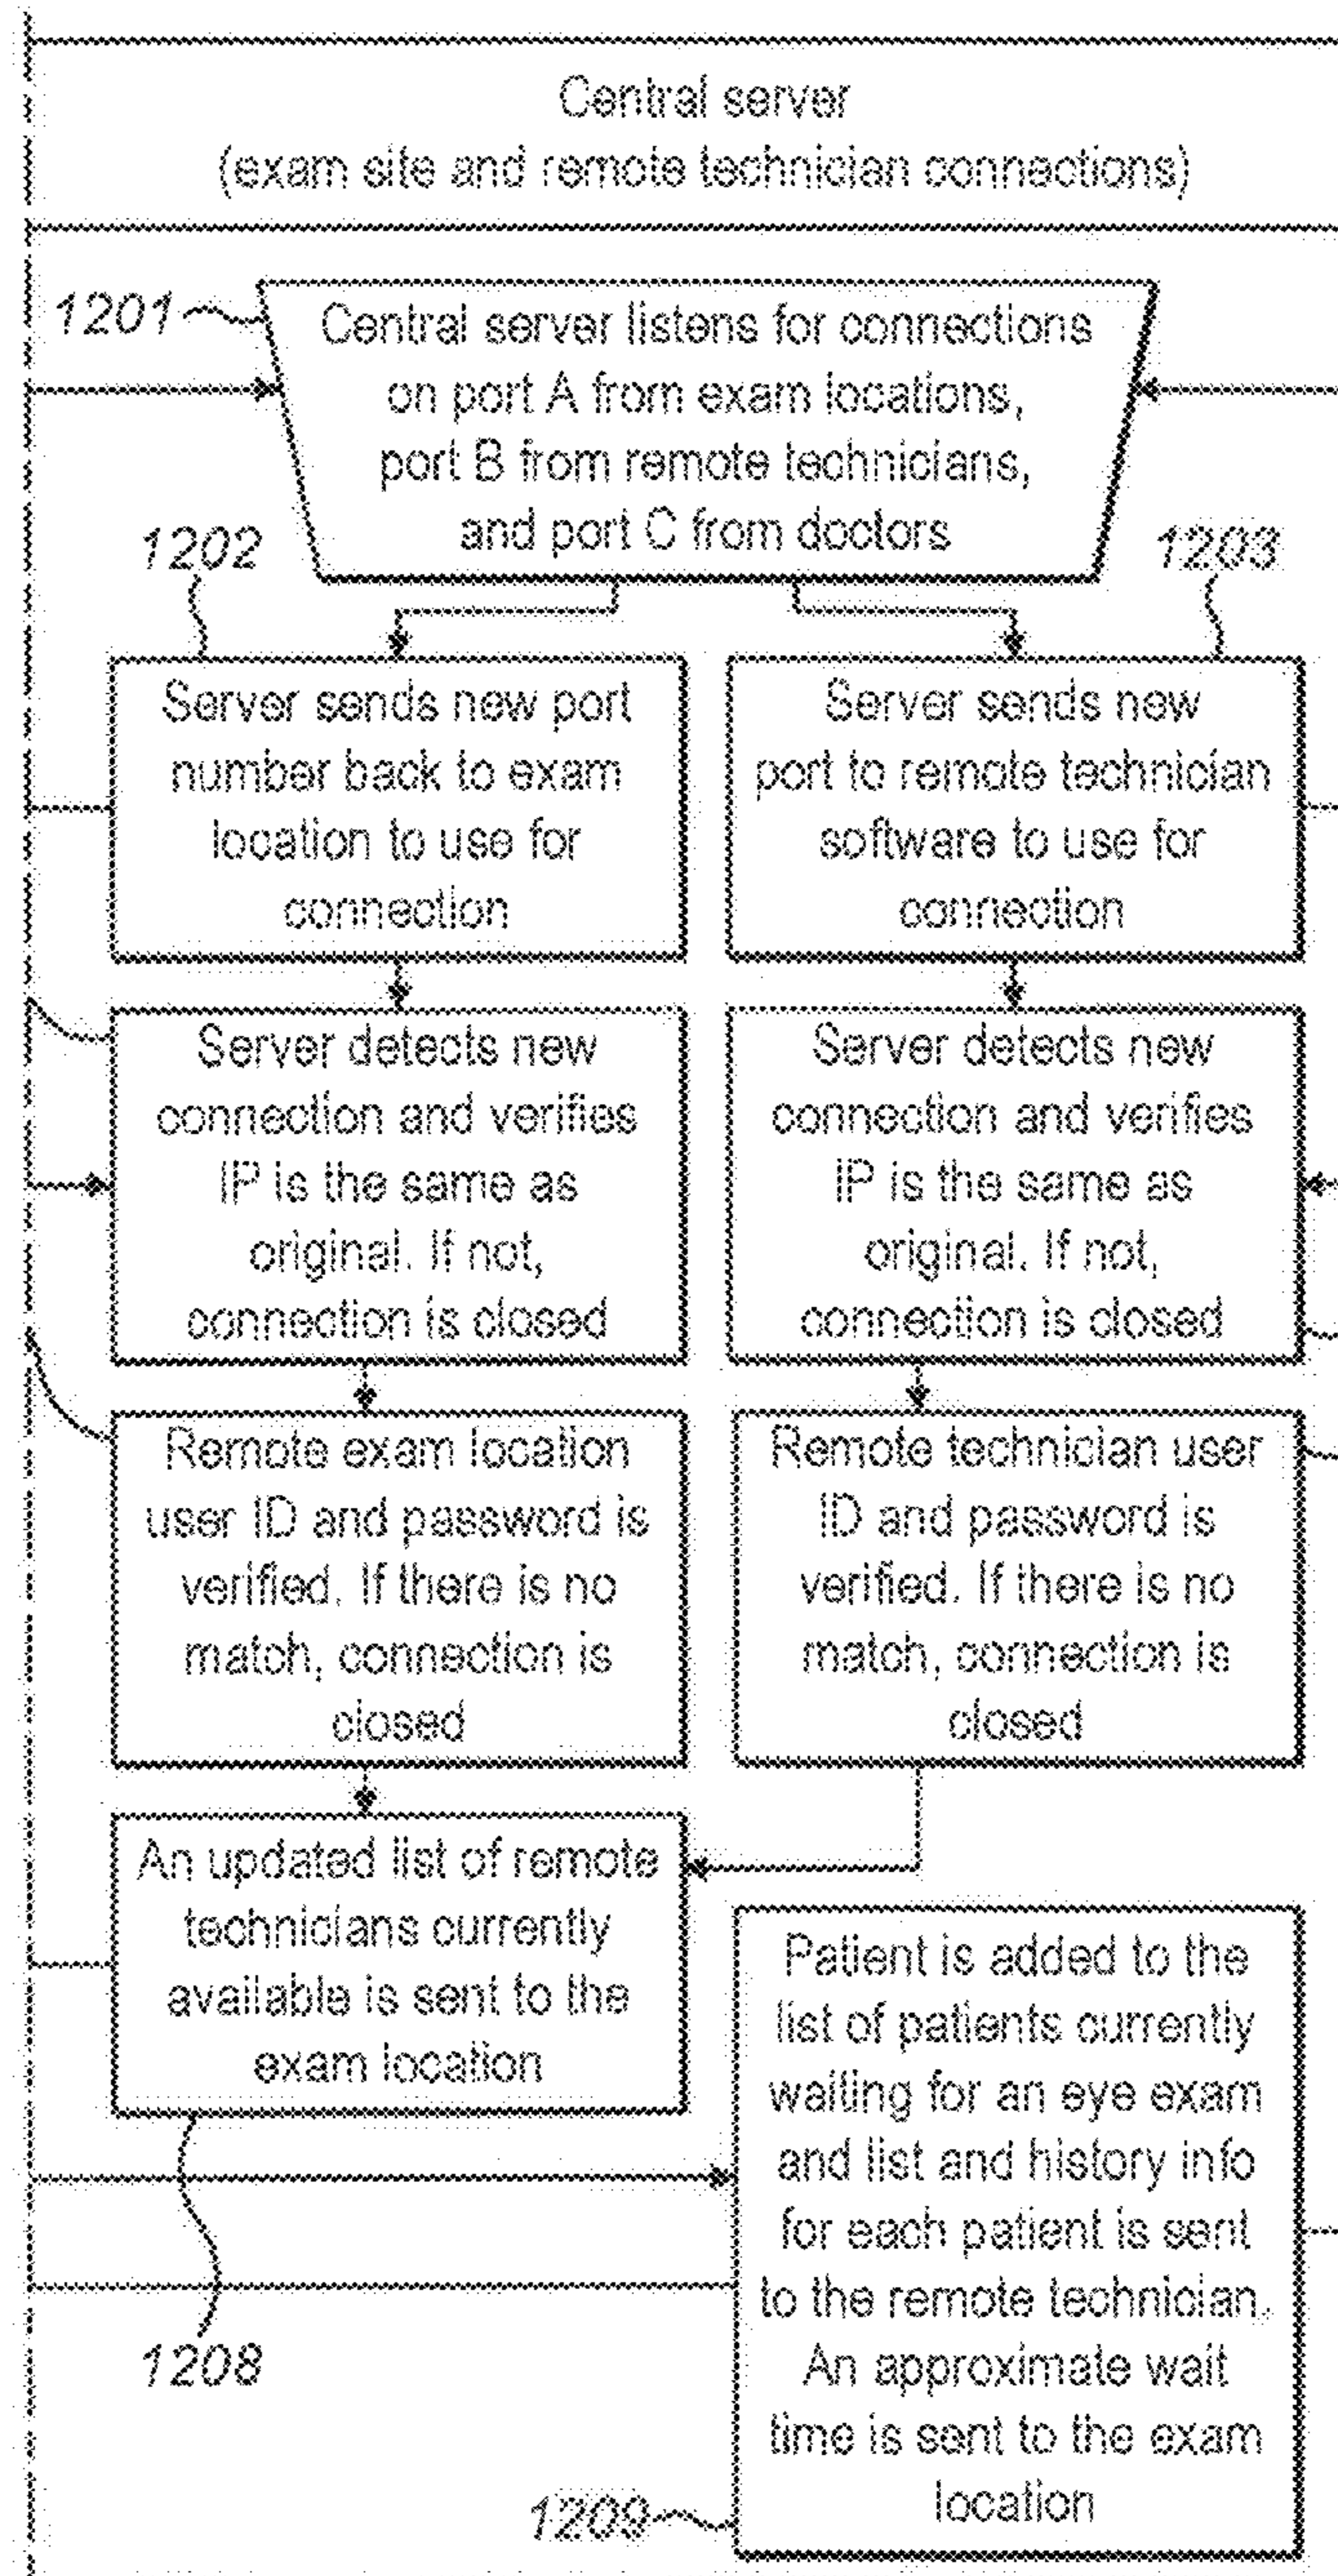 Central server
(exam site and remote technician connections)
1201
Central server listens for connections
on port A from exam locations,
port B from remote technicians,
and port C from doctors
1202
1203
Server sends new port
number back to exam
location to use for
connection
Server sends new
port to remote technician
software to use for
connection
Server detects new
connection and verifies
IP is the same as
original. If not,
connection is closed
Server detects new
connection and verifies
IP is the same as
original. If not,
connection is closed
Remote exam location
user ID and password is
verified. If there is no
match, connection is
closed
Remote technician user
ID and password is
verified. If there is no
match, connection is
closed
An updated list of remote
technicians currently
available is sent to the
exam location
1208
Patient is added to the
list of patients currently
waiting for an eye exam
and list and history info
for each patient is sent
to the remote technician.
An approximate wait
time is sent to the exam
location
1209